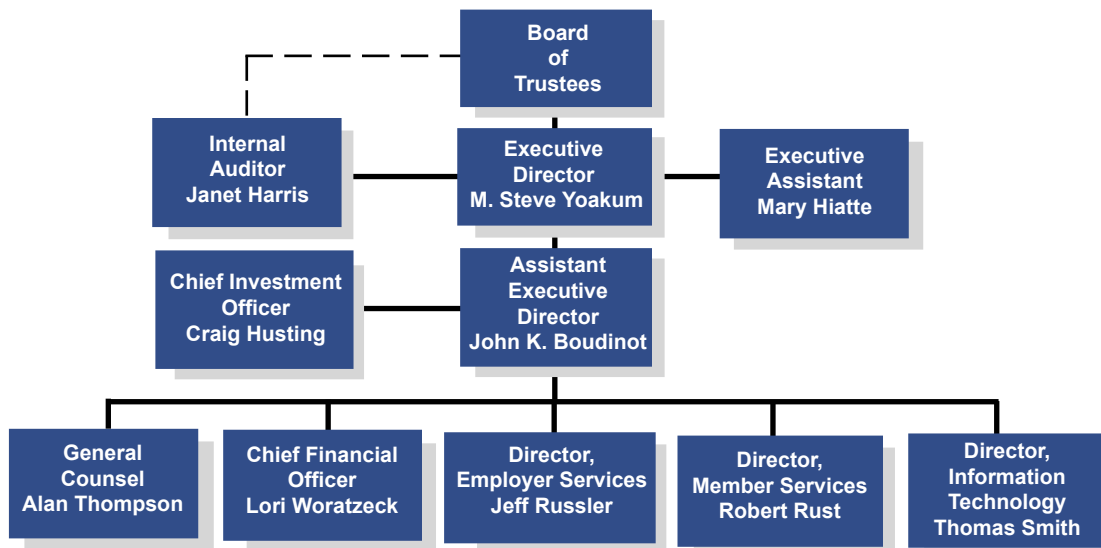 Board
of
Trustees
Internal
Auditor
Janet Harris
Executive
Director
M. Steve Yoakum
Executive
Assistant
Mary Hiatte
Chief Investment
Officer
Craig Husting
Assistant
Executive
Director
John K. Boudinot
General
Counsel
Alan Thompson
Chief Financial
Officer
Lori Woratzeck
Director,
Employer Services
Jeff Russler
Director,
Member Services
Robert Rust
Director,
Information
Technology
Thomas Smith